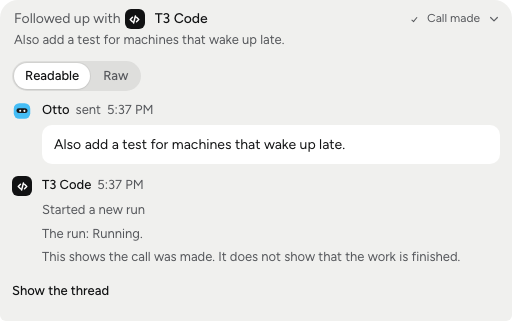 Followed up with T3 Code
Call made
Also add a test for machines that wake up late.
Readable
Raw
Otto sent 5:37 PM
Also add a test for machines that wake up late.
T3 Code 5:37 PM
Started a new run
The run: Running.
This shows the call was made. It does not show that the work is finished.
Show the thread